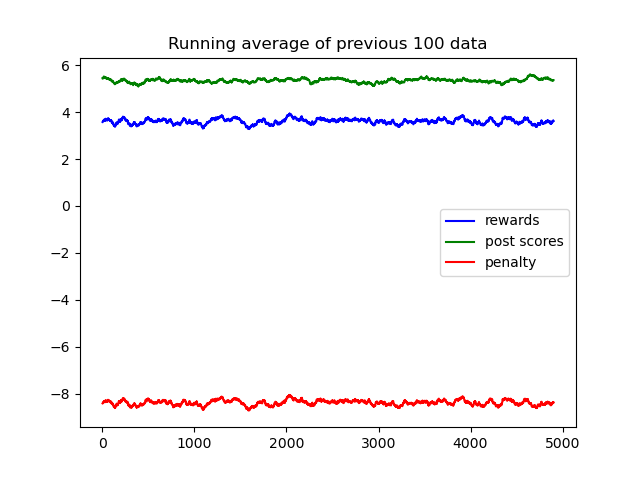 Running average of previous 100 data
6
4
2
0
−2
−4
−6
−8
rewards
post scores
penalty
0 1000 2000 3000 4000 5000